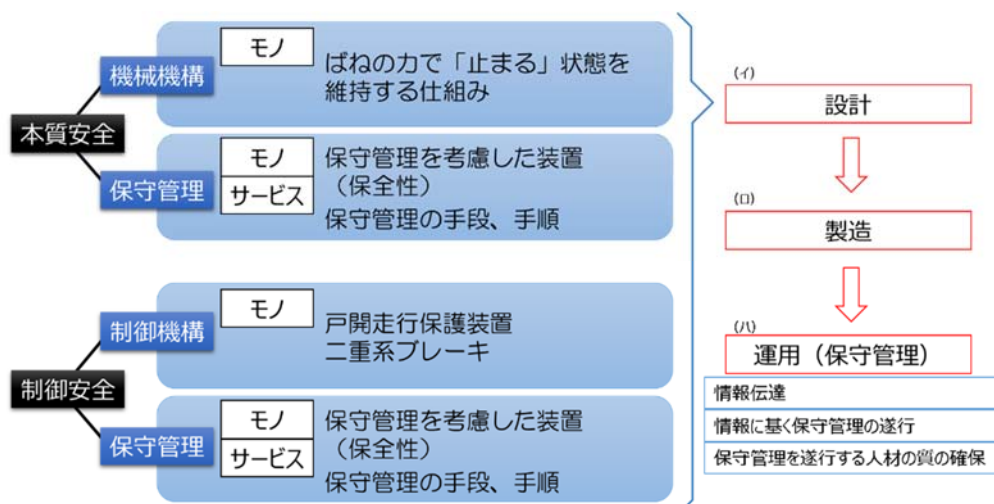 本質安全
機械機構
モノ
ばねの力で「止まる」状態を
維持する仕組み
保守管理
モノ
サービス
保守管理を考慮した装置
（保全性）
保守管理の手段、手順
制御安全
制御機構
モノ
戸開走行保護装置
二重系ブレーキ
保守管理
モノ
サービス
保守管理を考慮した装置
（保全性）
保守管理の手段、手順
(イ)
設計
(ロ)
製造
(ハ)
運用（保守管理）
情報伝達
情報に基く保守管理の遂行
保守管理を遂行する人材の質の確保